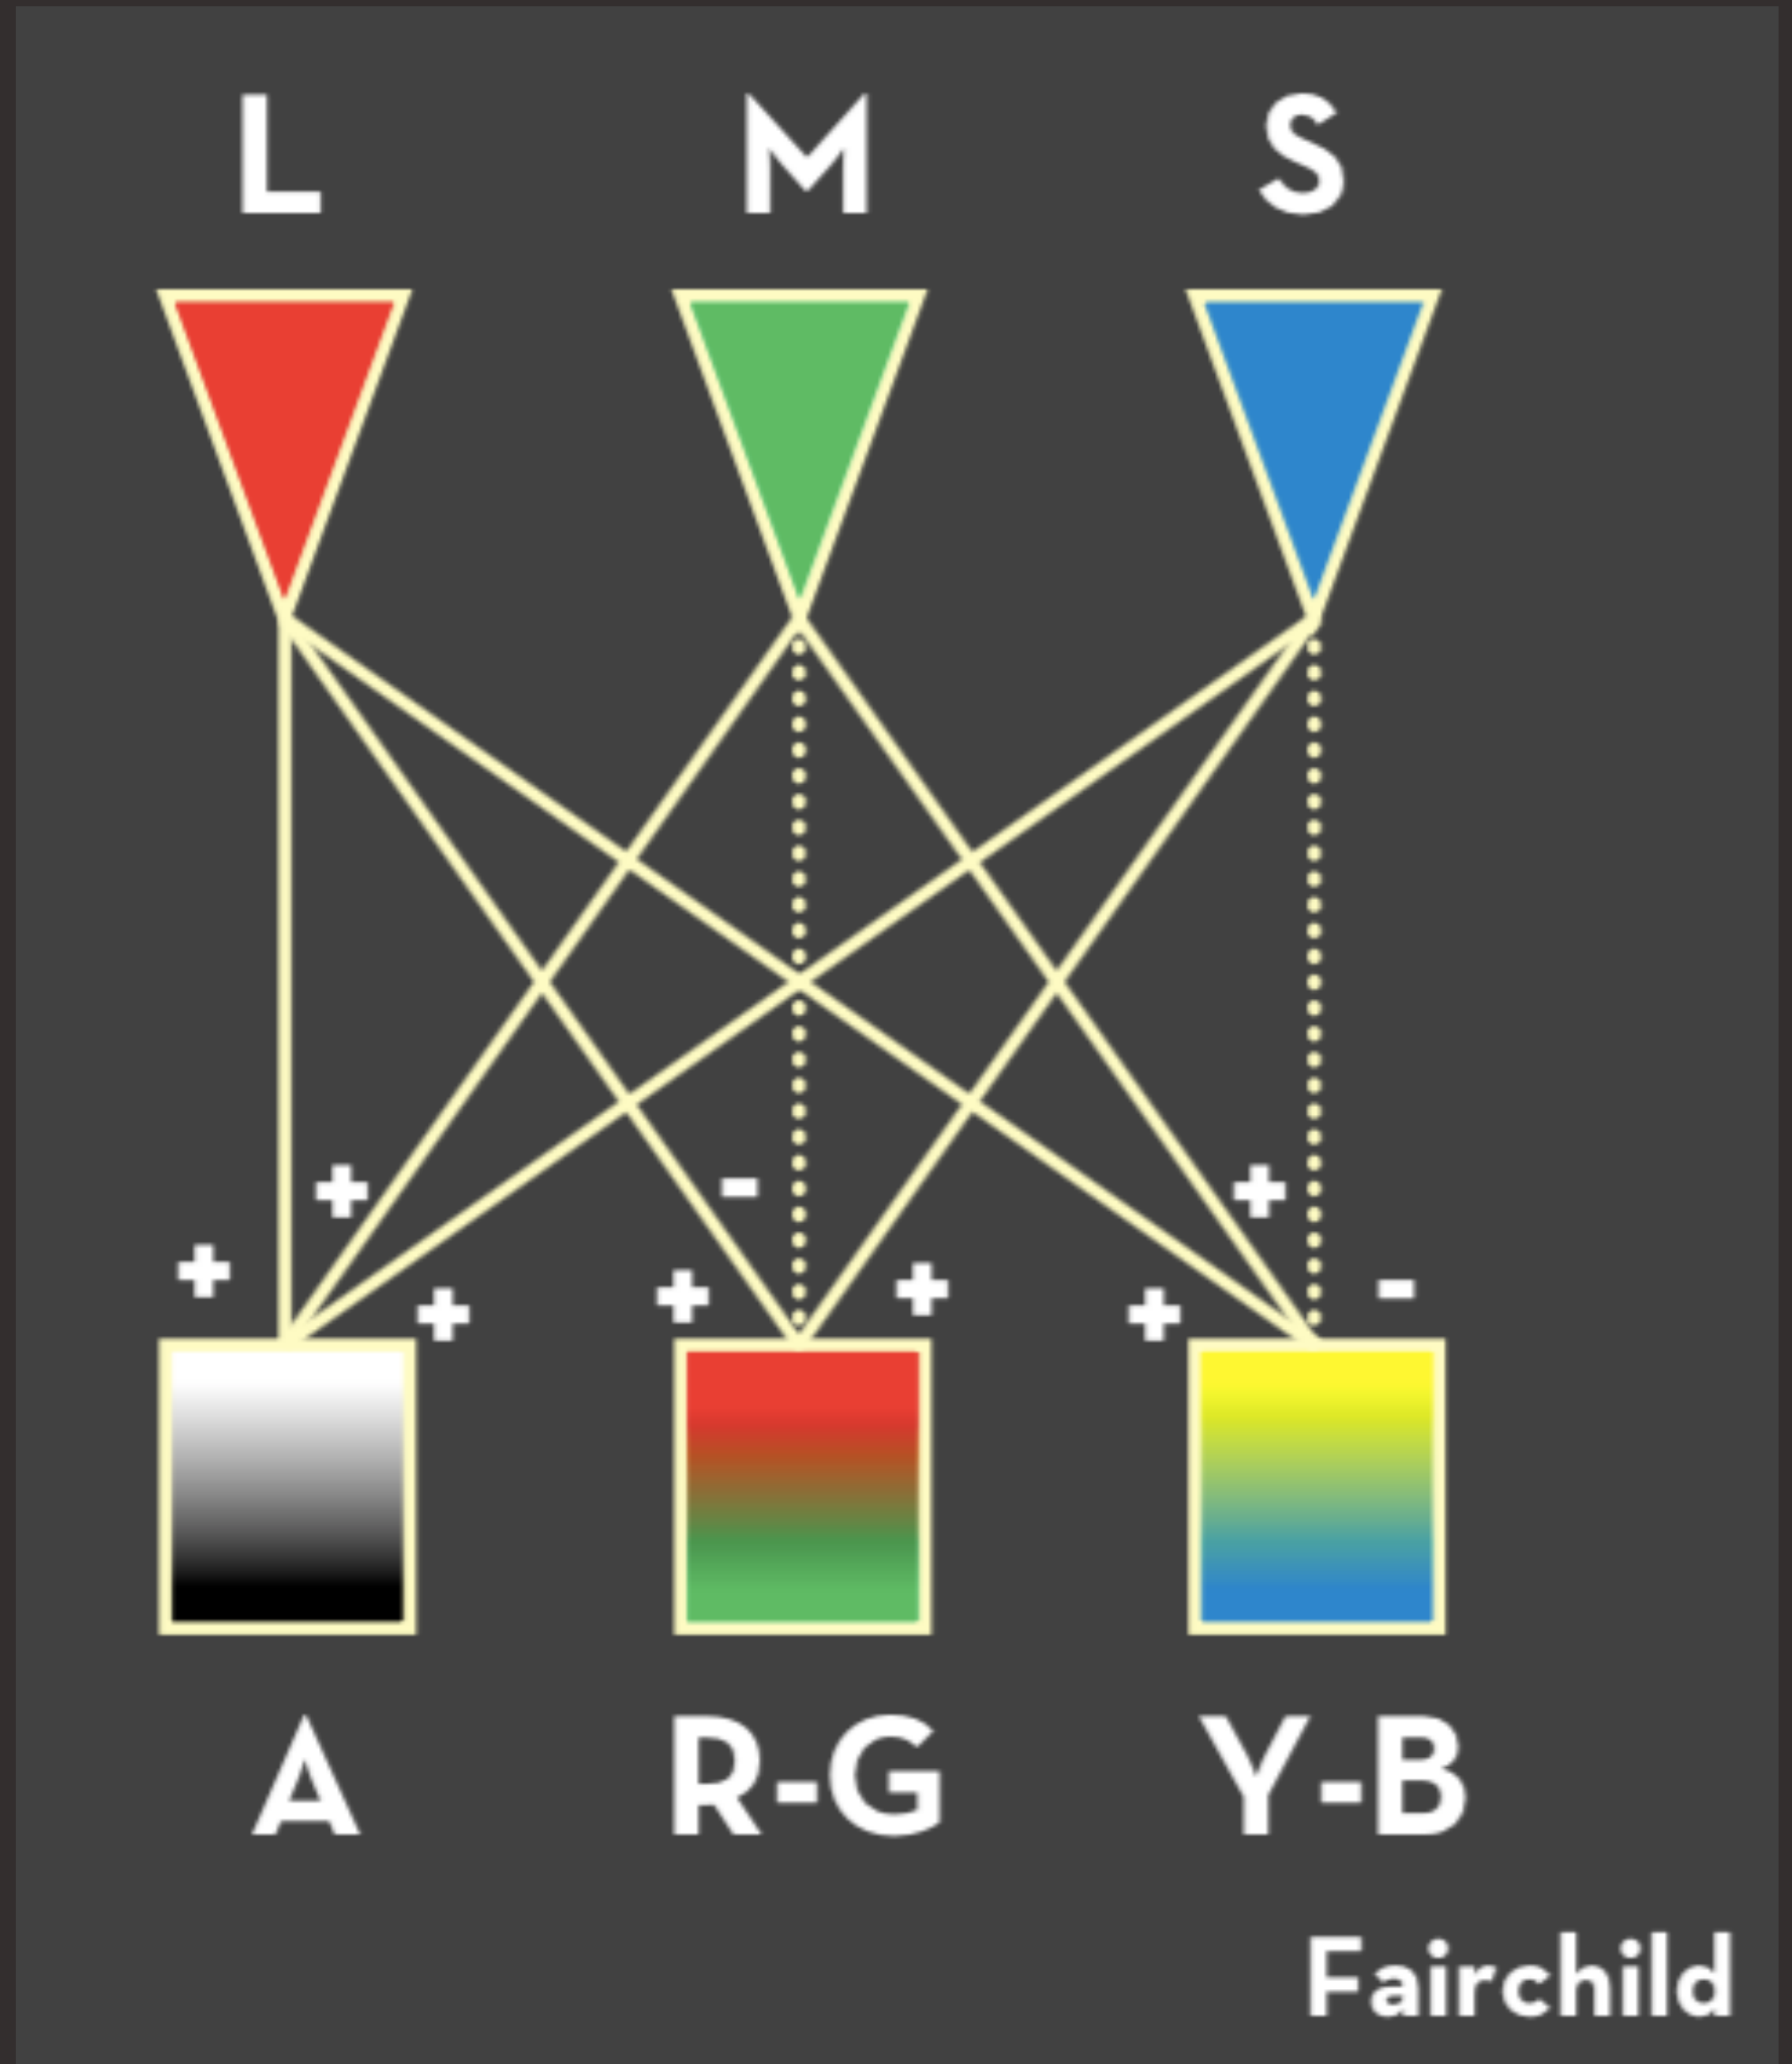 L M S
+ - +
+ + + + + -
A R-G Y-B
Fairchild